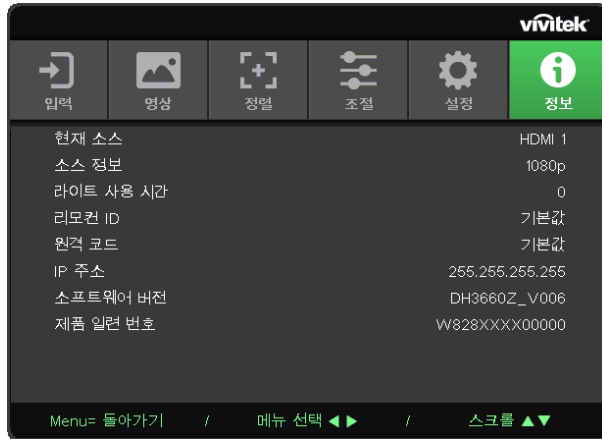 vivitek
입력 영상 정렬 조절 설정 정보
현재 소스 HDMI 1
소스 정보 1080p
라이트 사용 시간 0
리모컨 ID 기본값
원격 코드 기본값
IP 주소 255.255.255.255
소프트웨어 버전 DH3660Z_V006
제품 일련 번호 W828XXXX00000
Menu= 돌아가기 / 메뉴 선택 ◀ ▶ / 스크롤 ▲▼